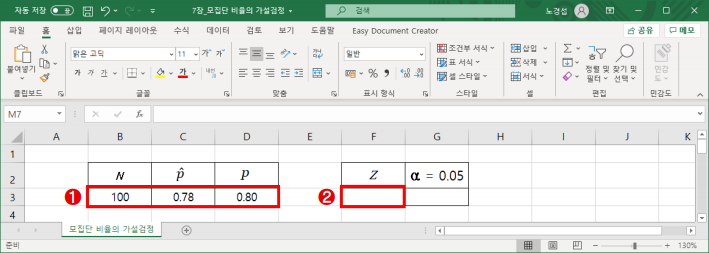 자동 저장 7장_모집단 비율의 가설검정 검색 노경섭
파일 홈 삽입 페이지 레이아웃 수식 데이터 검토 보기 도움말 Easy Document Creator 공유 메모
붙여넣기 맑은 고딕 11 가 가 일반 조건부 서식 삽입 정렬 및 필터 찾기 및 선택 민감도
가 가 가 가 가 내천 % 표 서식 삭제
셀 스타일 서식
클립보드 글꼴 맞춤 표시 형식 스타일 셀 편집 민감도
M7 fx
A B C D E F G H I J K
1
2 N p̂ p Z α = 0.05
3 ❶ 100 0.78 0.80 ❷
4
모집단 비율의 가설검정
준비 130%